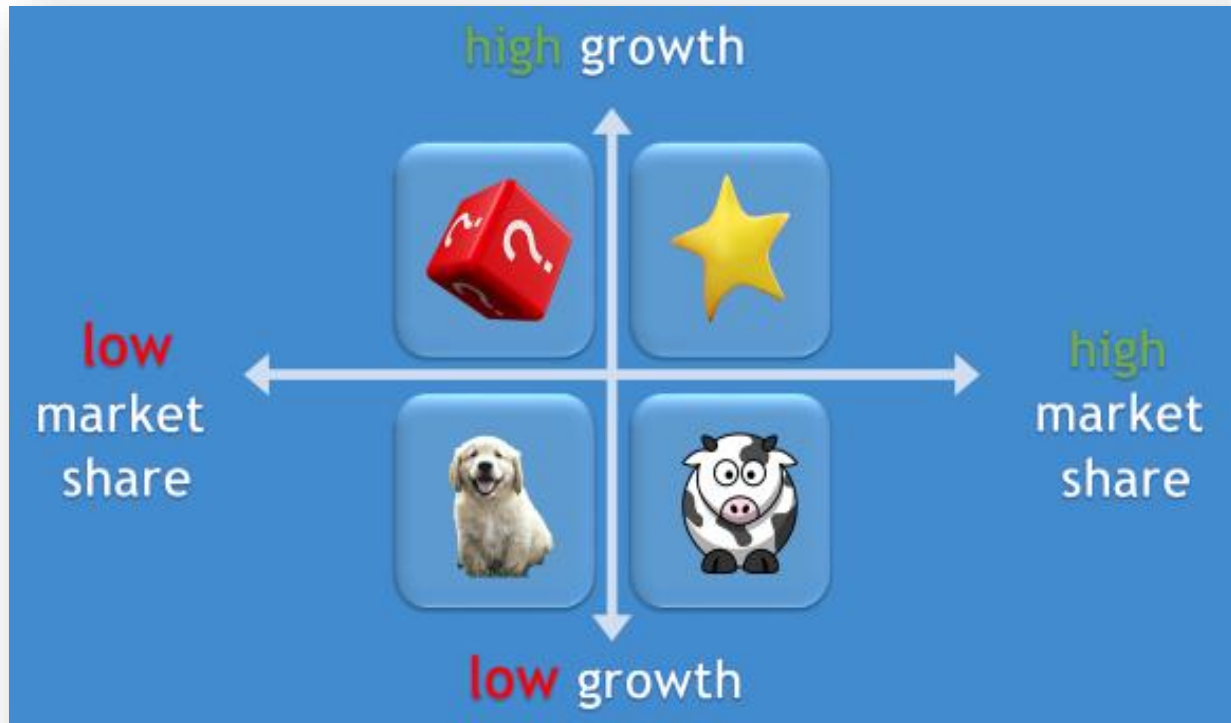 high growth
?
?
?
low
market
share
high
market
share
low growth